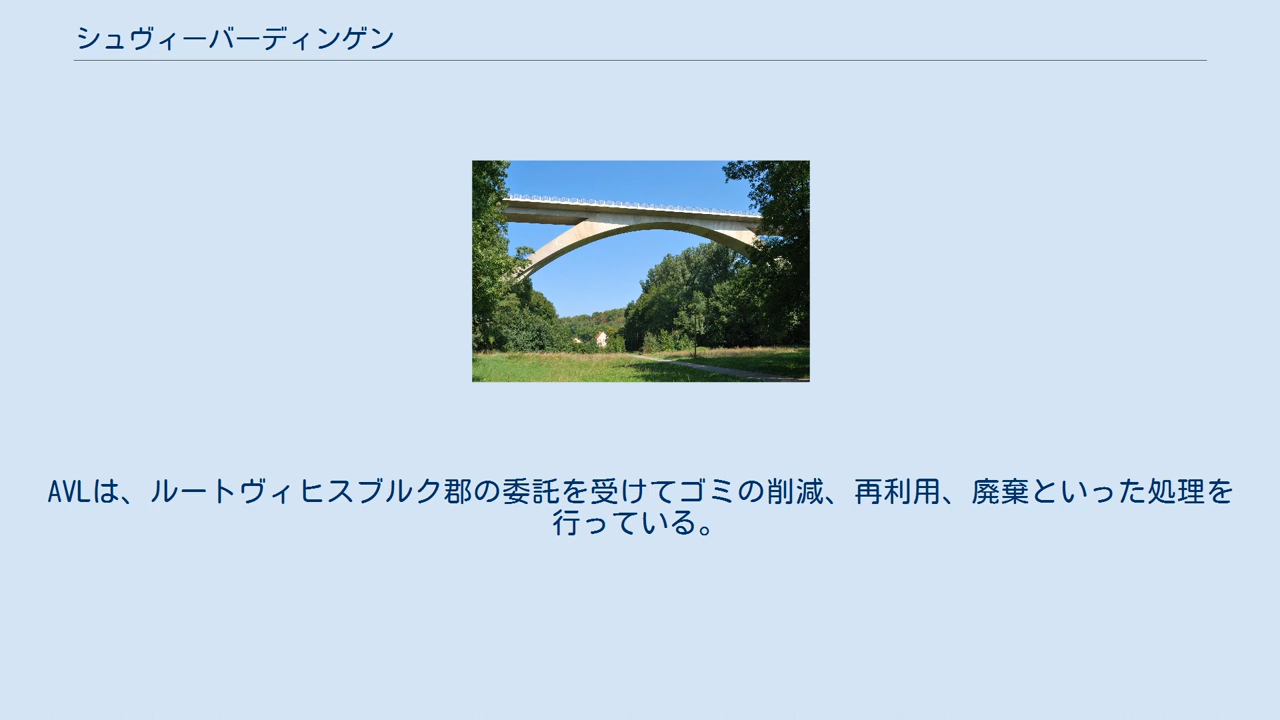 シュヴィーバーディンゲン
AVLは、ルートヴィヒスブルク郡の委託を受けてゴミの削減、再利用、廃棄といった処理を
行っている。